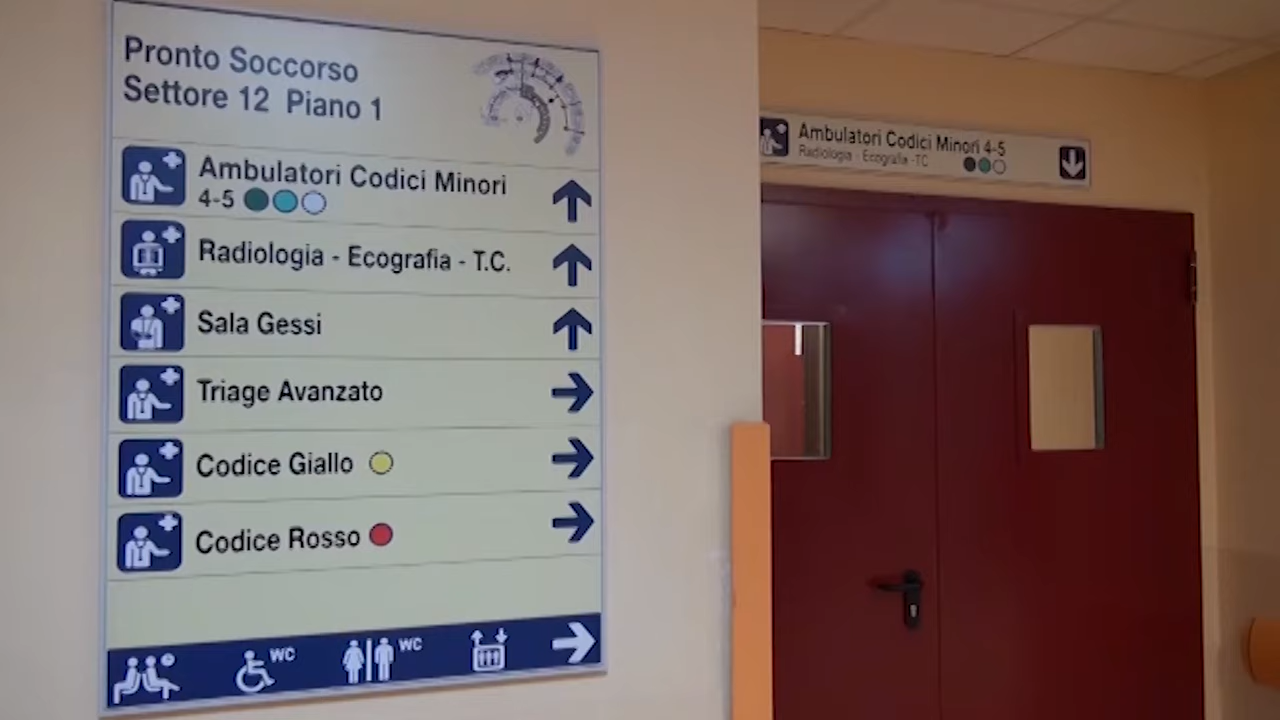 Pronto Soccorso
Settore 12 Piano 1
Ambulatori Codici Minori
4-5
Radiologia - Ecografia - T.C.
Sala Gessi
Triage Avanzato
Codice Giallo
Codice Rosso
WC
WC
Ambulatori Codici Minori 4-5
Radiologia - Ecografia - TC